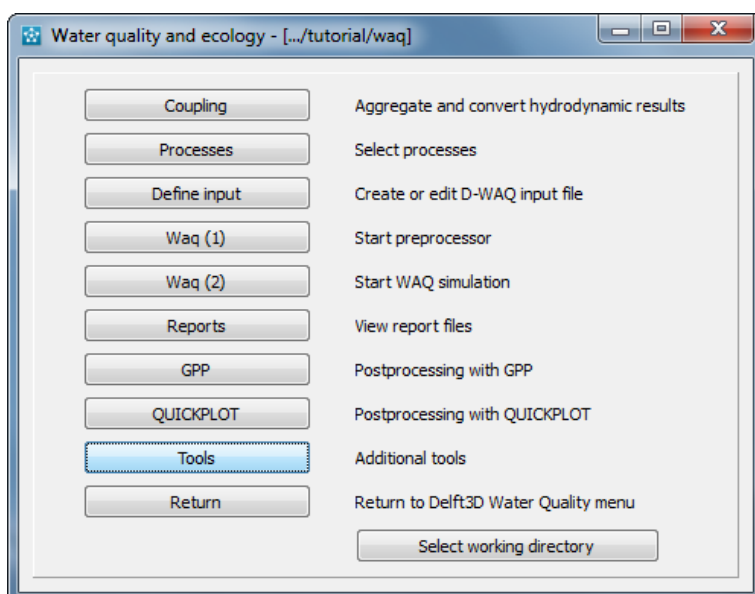 Water quality and ecology - [.../tutorial/waq]
Coupling Aggregate and convert hydrodynamic results
Processes Select processes
Define input Create or edit D-WAQ input file
Waq (1) Start preprocessor
Waq (2) Start WAQ simulation
Reports View report files
GPP Postprocessing with GPP
QUICKPLOT Postprocessing with QUICKPLOT
Tools Additional tools
Return Return to Delft3D Water Quality menu
Select working directory